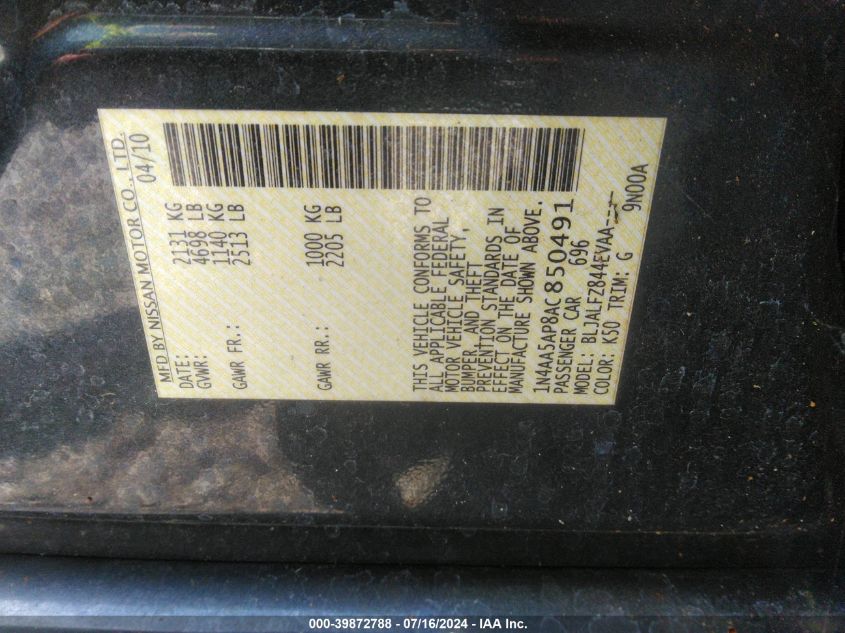 MFD BY NISSAN MOTOR CO., LTD.
DATE: 04/10
GVWR: 2131 KG
4698 LB
GAWR FR.: 1140 KG
2513 LB
GAWR RR.: 1000 KG
2205 LB
THIS VEHICLE CONFORMS TO
ALL APPLICABLE FEDERAL
MOTOR VEHICLE SAFETY,
BUMPER, AND THEFT
PREVENTION STANDARDS IN
EFFECT ON THE DATE OF
MANUFACTURE SHOWN ABOVE.
1N4AA5AP8AC850491
PASSENGER CAR 696
MODEL: BLJALFZ844EVAA----
COLOR: K50 TRIM: G 9N00A
000-39872788 - 07/16/2024 - IAA Inc.